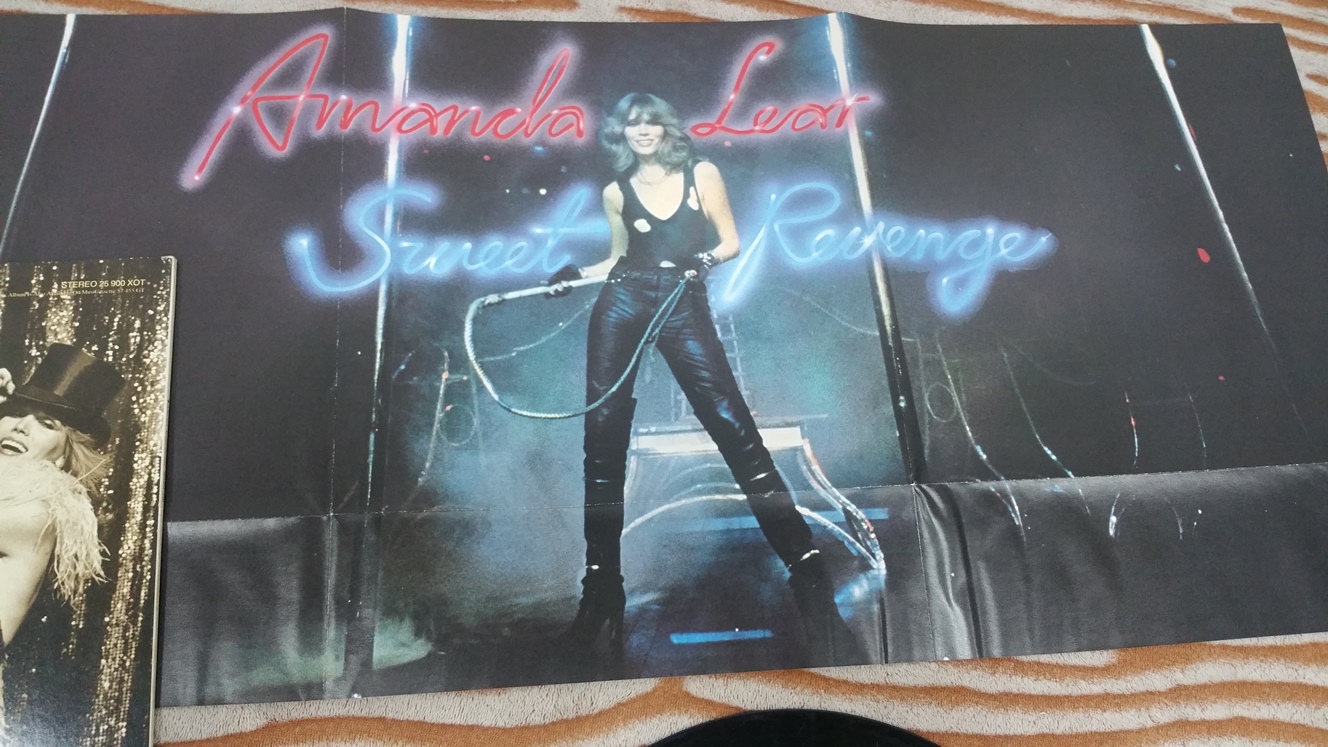 Amanda Lear
Sweet Revenge
STEREO 25 900 XOT